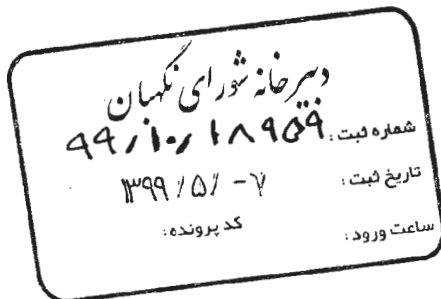 دبیرخانه شورای نگهبان
شماره ثبت: ۹۹/۱۰/۱۸۹۵۹
تاریخ ثبت: ۱۳۹۹/۵/-۷
ساعت ورود: کد پرونده: